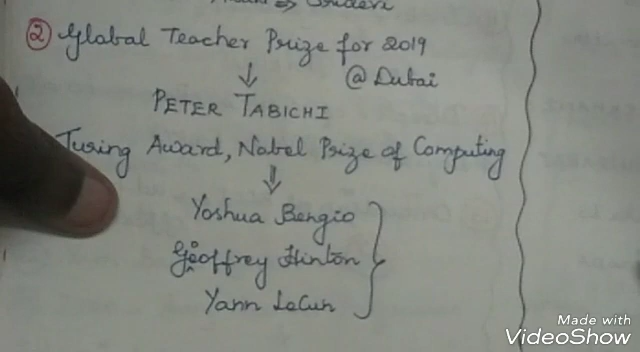 ② Global Teacher Prize for 2019
@ Dubai
↓
PETER TABICHI
Turing Award, Nobel Prize of Computing
⇓
Yoshua Bengio
Geoffrey Hinton
Yann LeCun
Made with
VideoShow